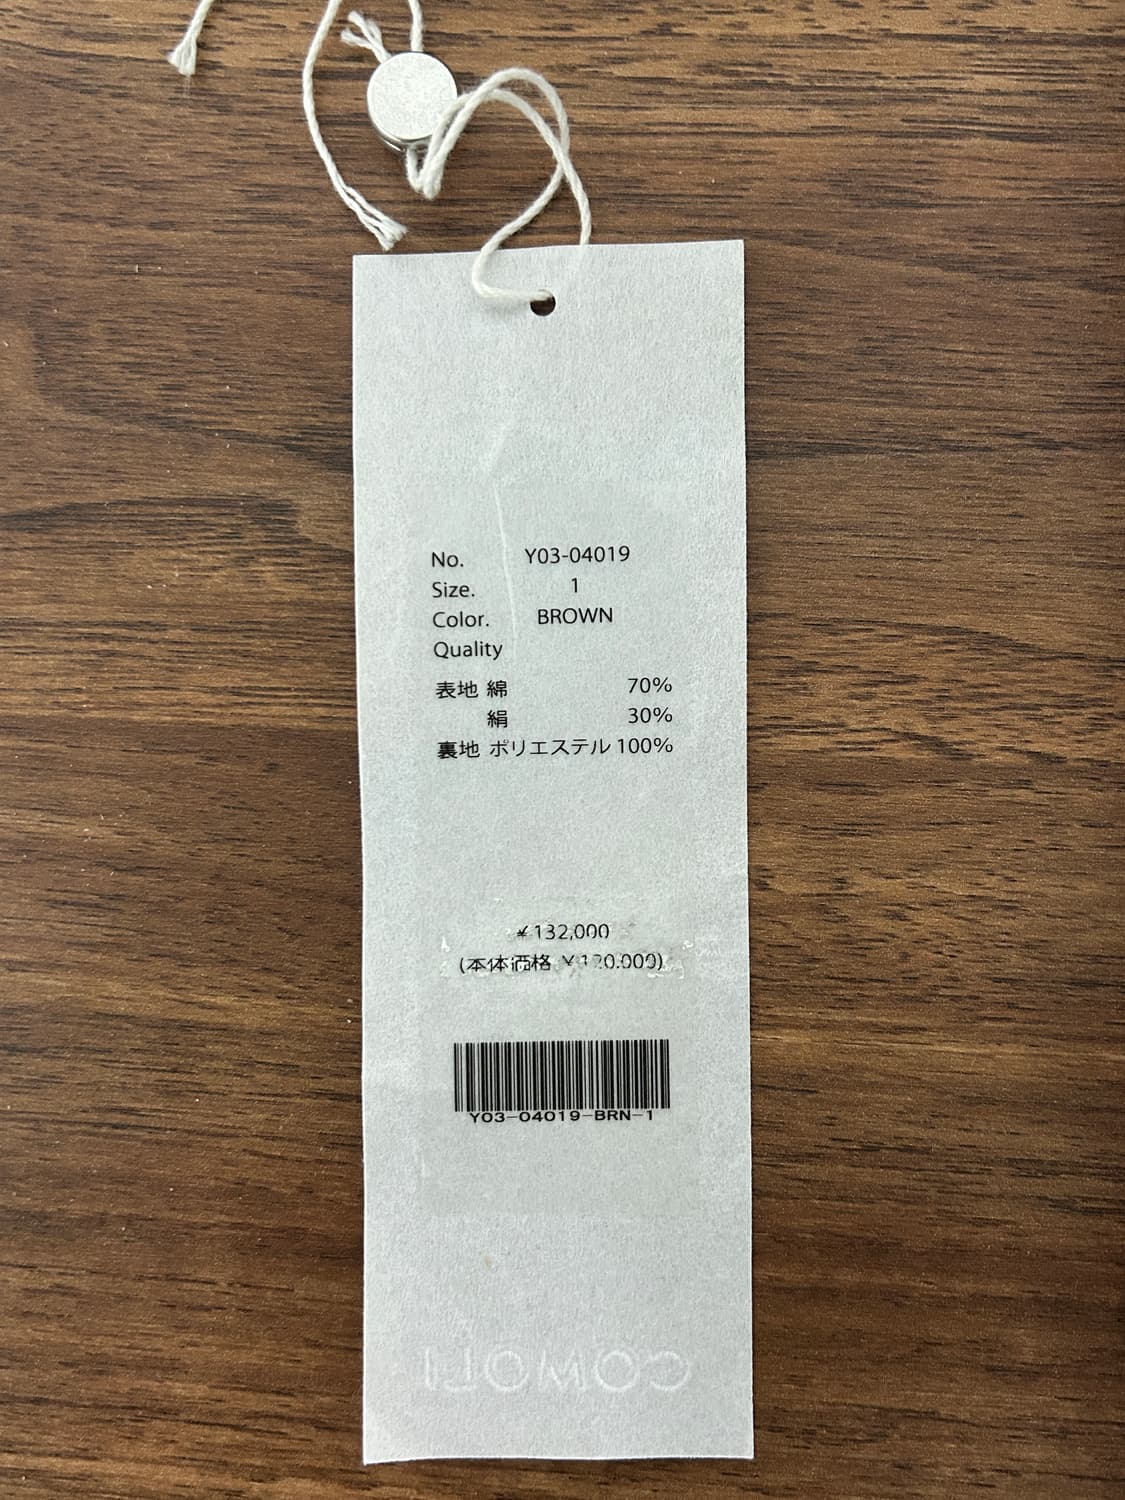 No. Y03-04019
Size. 1
Color. BROWN
Quality
表地 綿 70%
絹 30%
裏地 ポリエステル 100%
¥132,000
(本体価格 ¥120,000)
Y03-04019-BRN-1
COMOLI